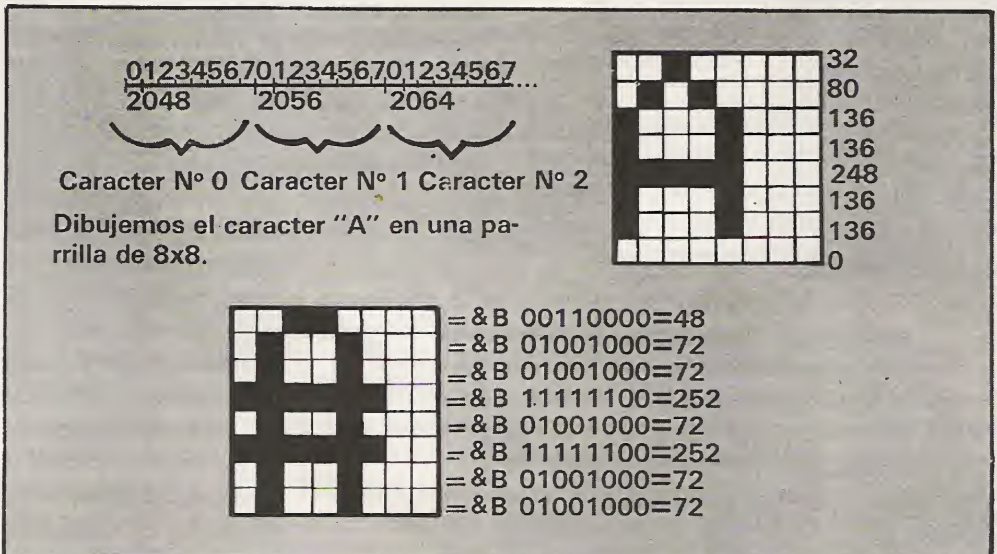 012345670123456701234567
2048 2056 2064 ....
Caracter Nº 0 Caracter Nº 1 Caracter Nº 2
Dibujemos el caracter "A" en una pa-
rrilla de 8x8.
32
80
136
136
248
136
136
0
=&B 00110000=48
=&B 01001000=72
=&B 01001000=72
=&B 11111100=252
=&B 01001000=72
=&B 11111100=252
=&B 01001000=72
=&B 01001000=72